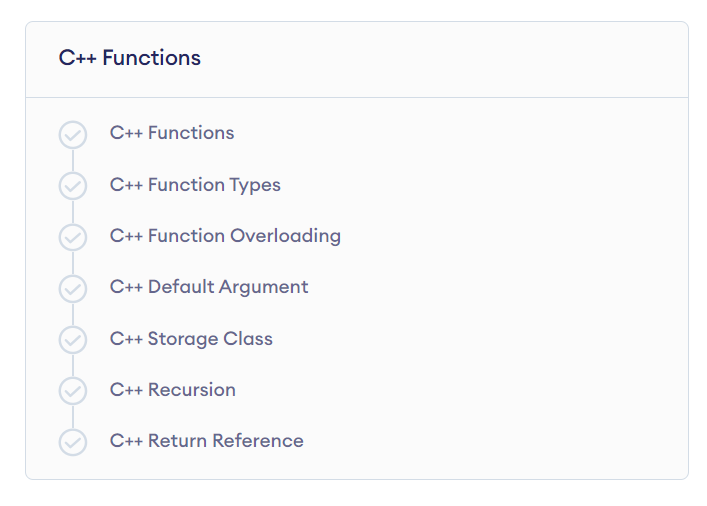 C++ Functions
C++ Functions
C++ Function Types
C++ Function Overloading
C++ Default Argument
C++ Storage Class
C++ Recursion
C++ Return Reference